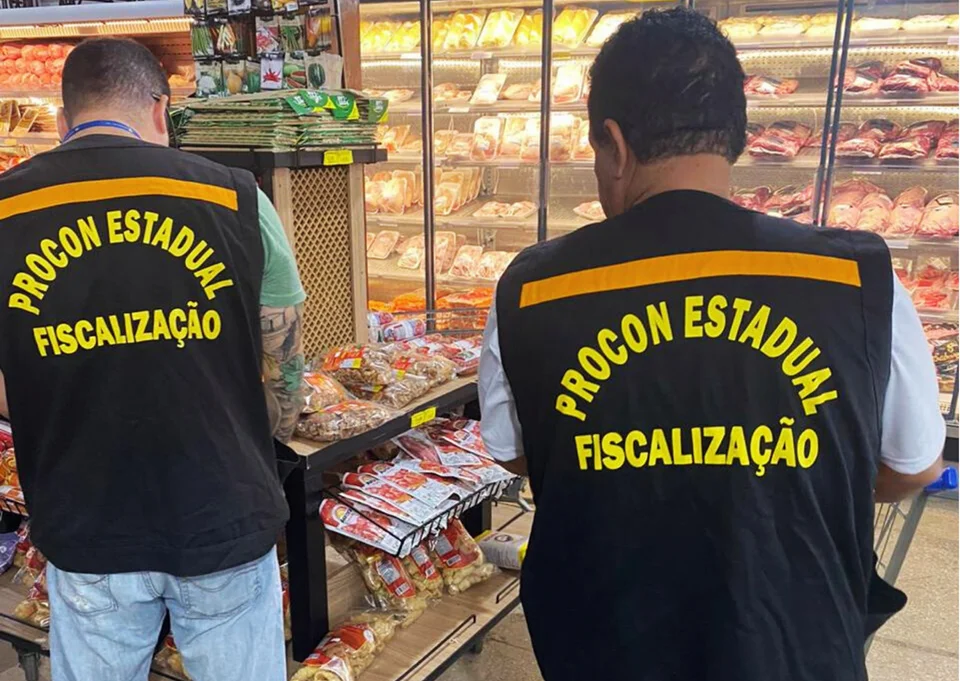 PROCON ESTADUAL
FISCALIZAÇÃO
PROCON ESTADUAL
FISCALIZAÇÃO